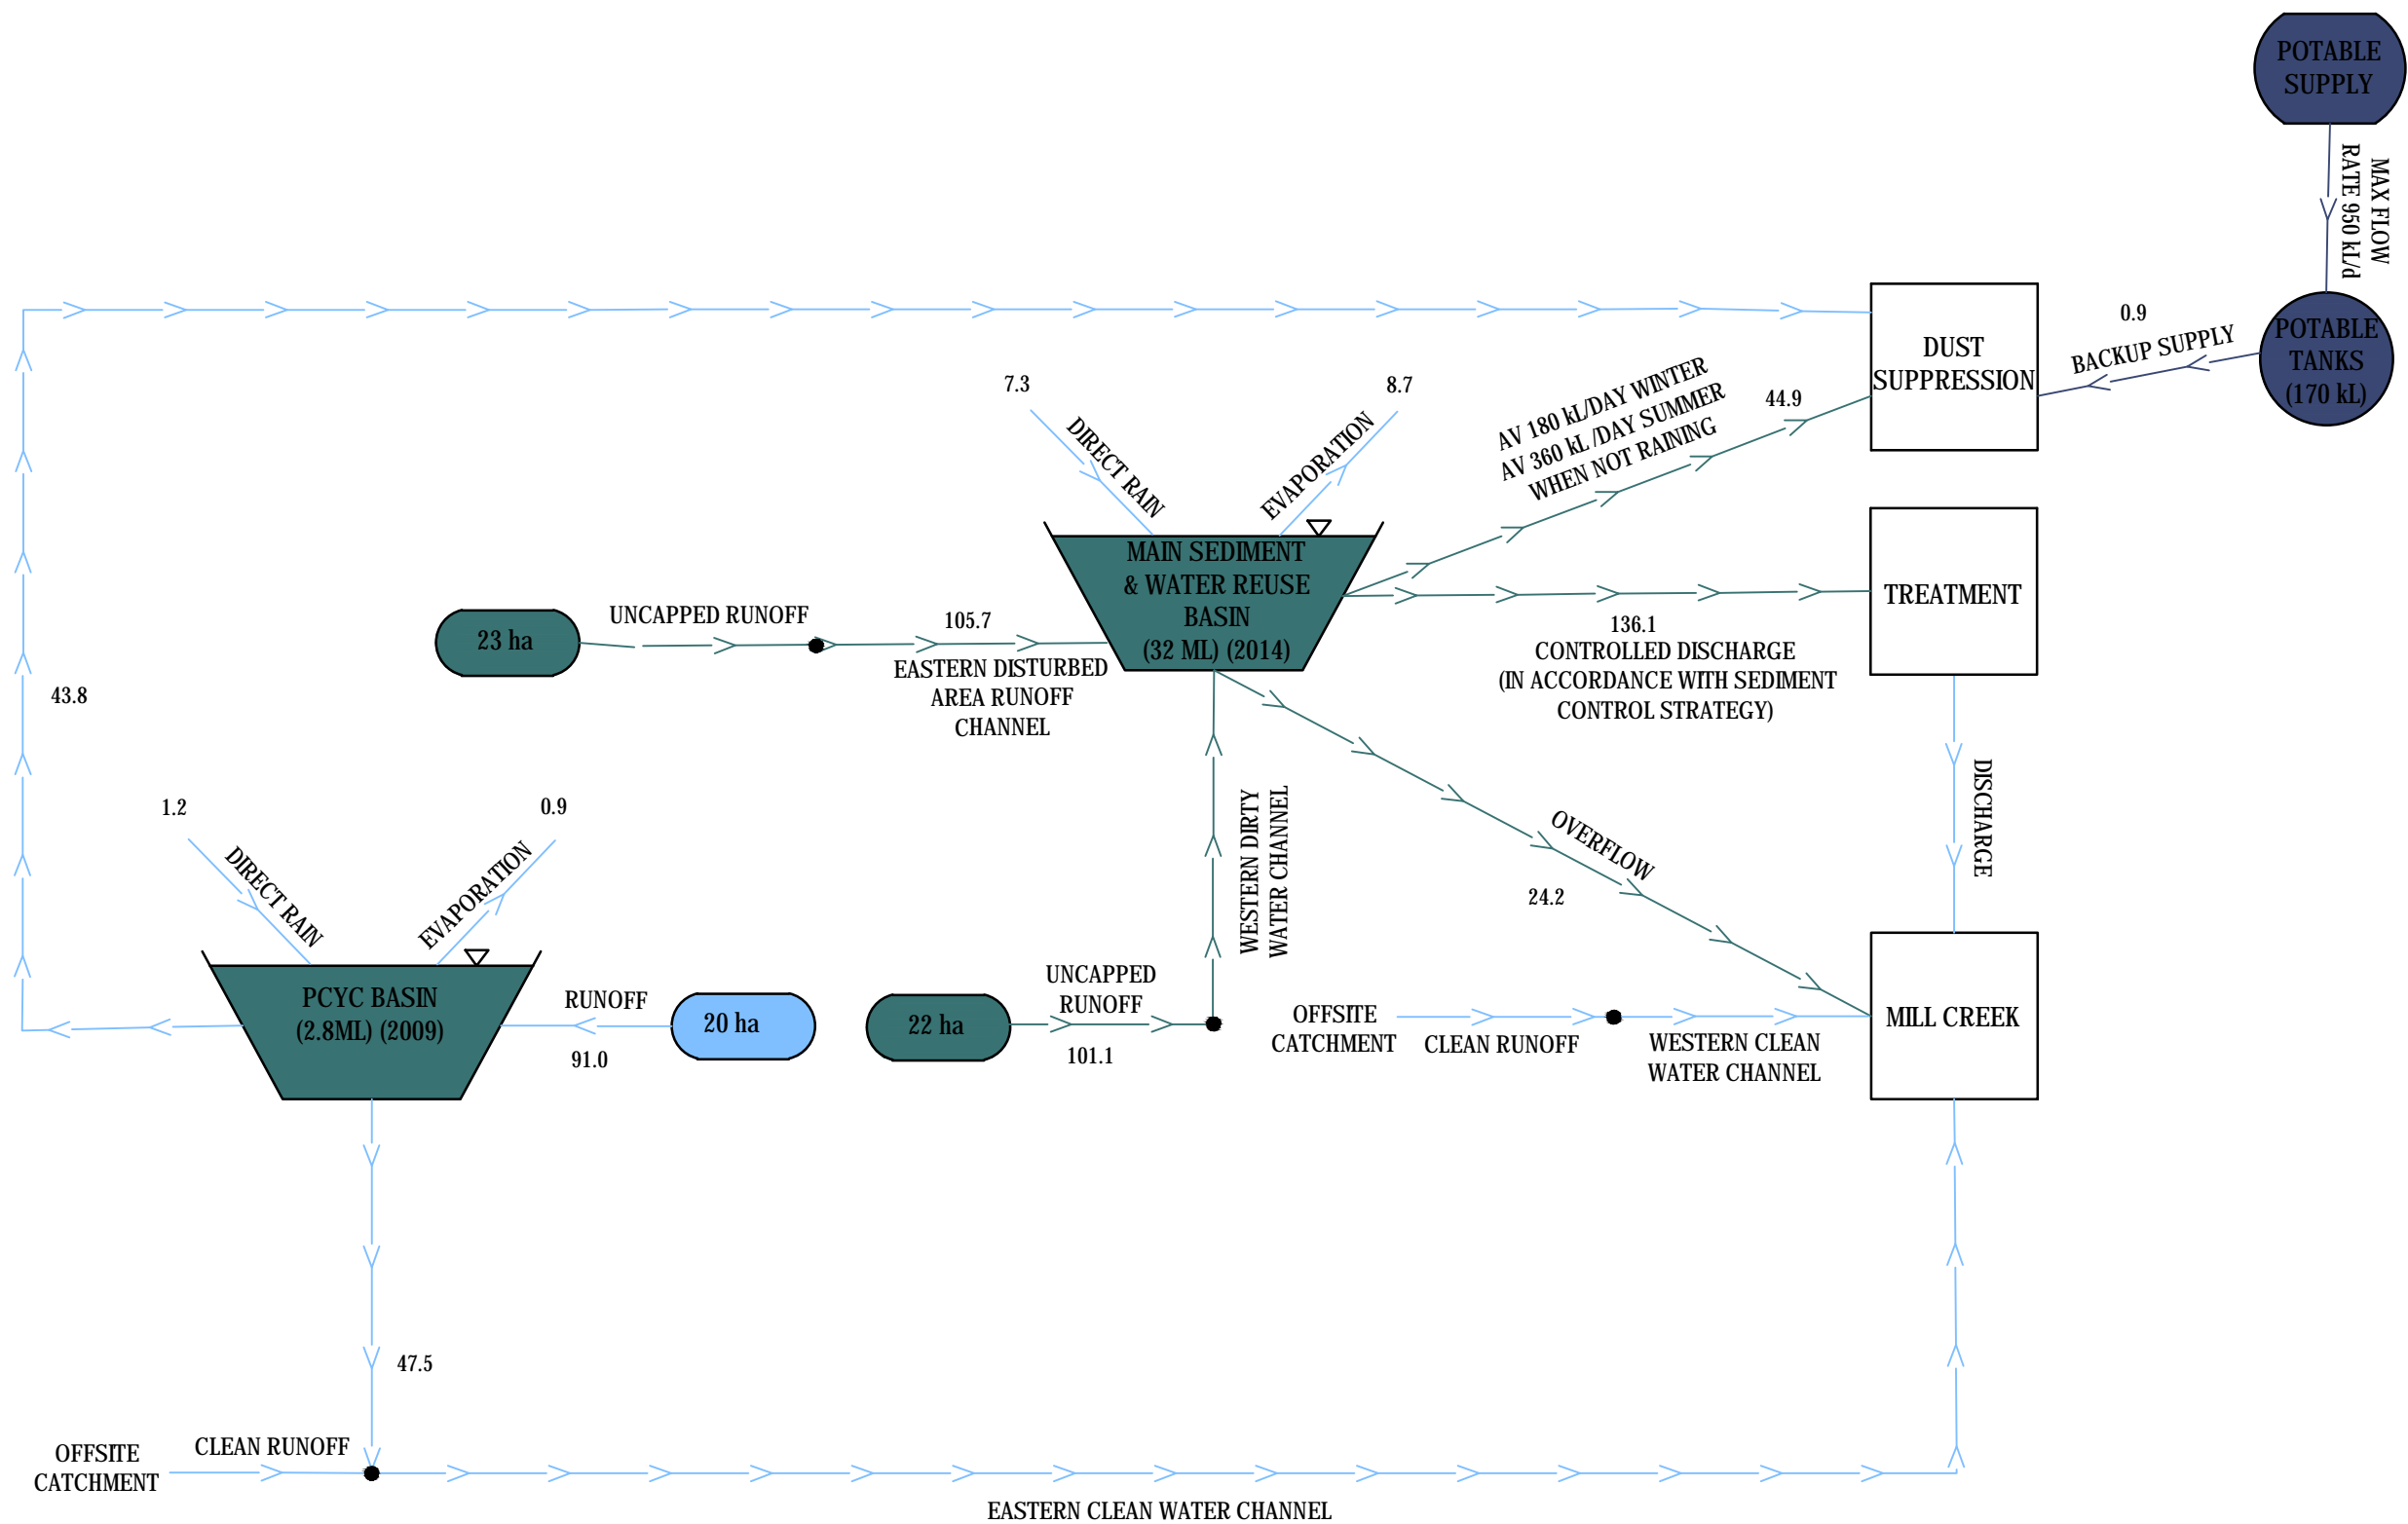 POTABLE
SUPPLY
MAX FLOW
RATE 950 kL/d
POTABLE
TANKS
(170 kL)
0.9
BACKUP SUPPLY
DUST
SUPPRESSION
7.3
DIRECT RAIN
8.7
EVAPORATION
AV 180 kL/DAY WINTER
AV 360 kL /DAY SUMMER
WHEN NOT RAINING
44.9
MAIN SEDIMENT
& WATER REUSE
BASIN
(32 ML) (2014)
TREATMENT
23 ha
UNCAPPED RUNOFF
105.7
EASTERN DISTURBED
AREA RUNOFF
CHANNEL
136.1
CONTROLLED DISCHARGE
(IN ACCORDANCE WITH SEDIMENT
CONTROL STRATEGY)
43.8
DISCHARGE
1.2
DIRECT RAIN
0.9
EVAPORATION
WESTERN DIRTY
WATER CHANNEL
OVERFLOW
24.2
PCYC BASIN
(2.8ML) (2009)
RUNOFF
91.0
20 ha
22 ha
UNCAPPED
RUNOFF
101.1
OFFSITE
CATCHMENT
CLEAN RUNOFF
WESTERN CLEAN
WATER CHANNEL
MILL CREEK
47.5
OFFSITE
CATCHMENT
CLEAN RUNOFF
EASTERN CLEAN WATER CHANNEL